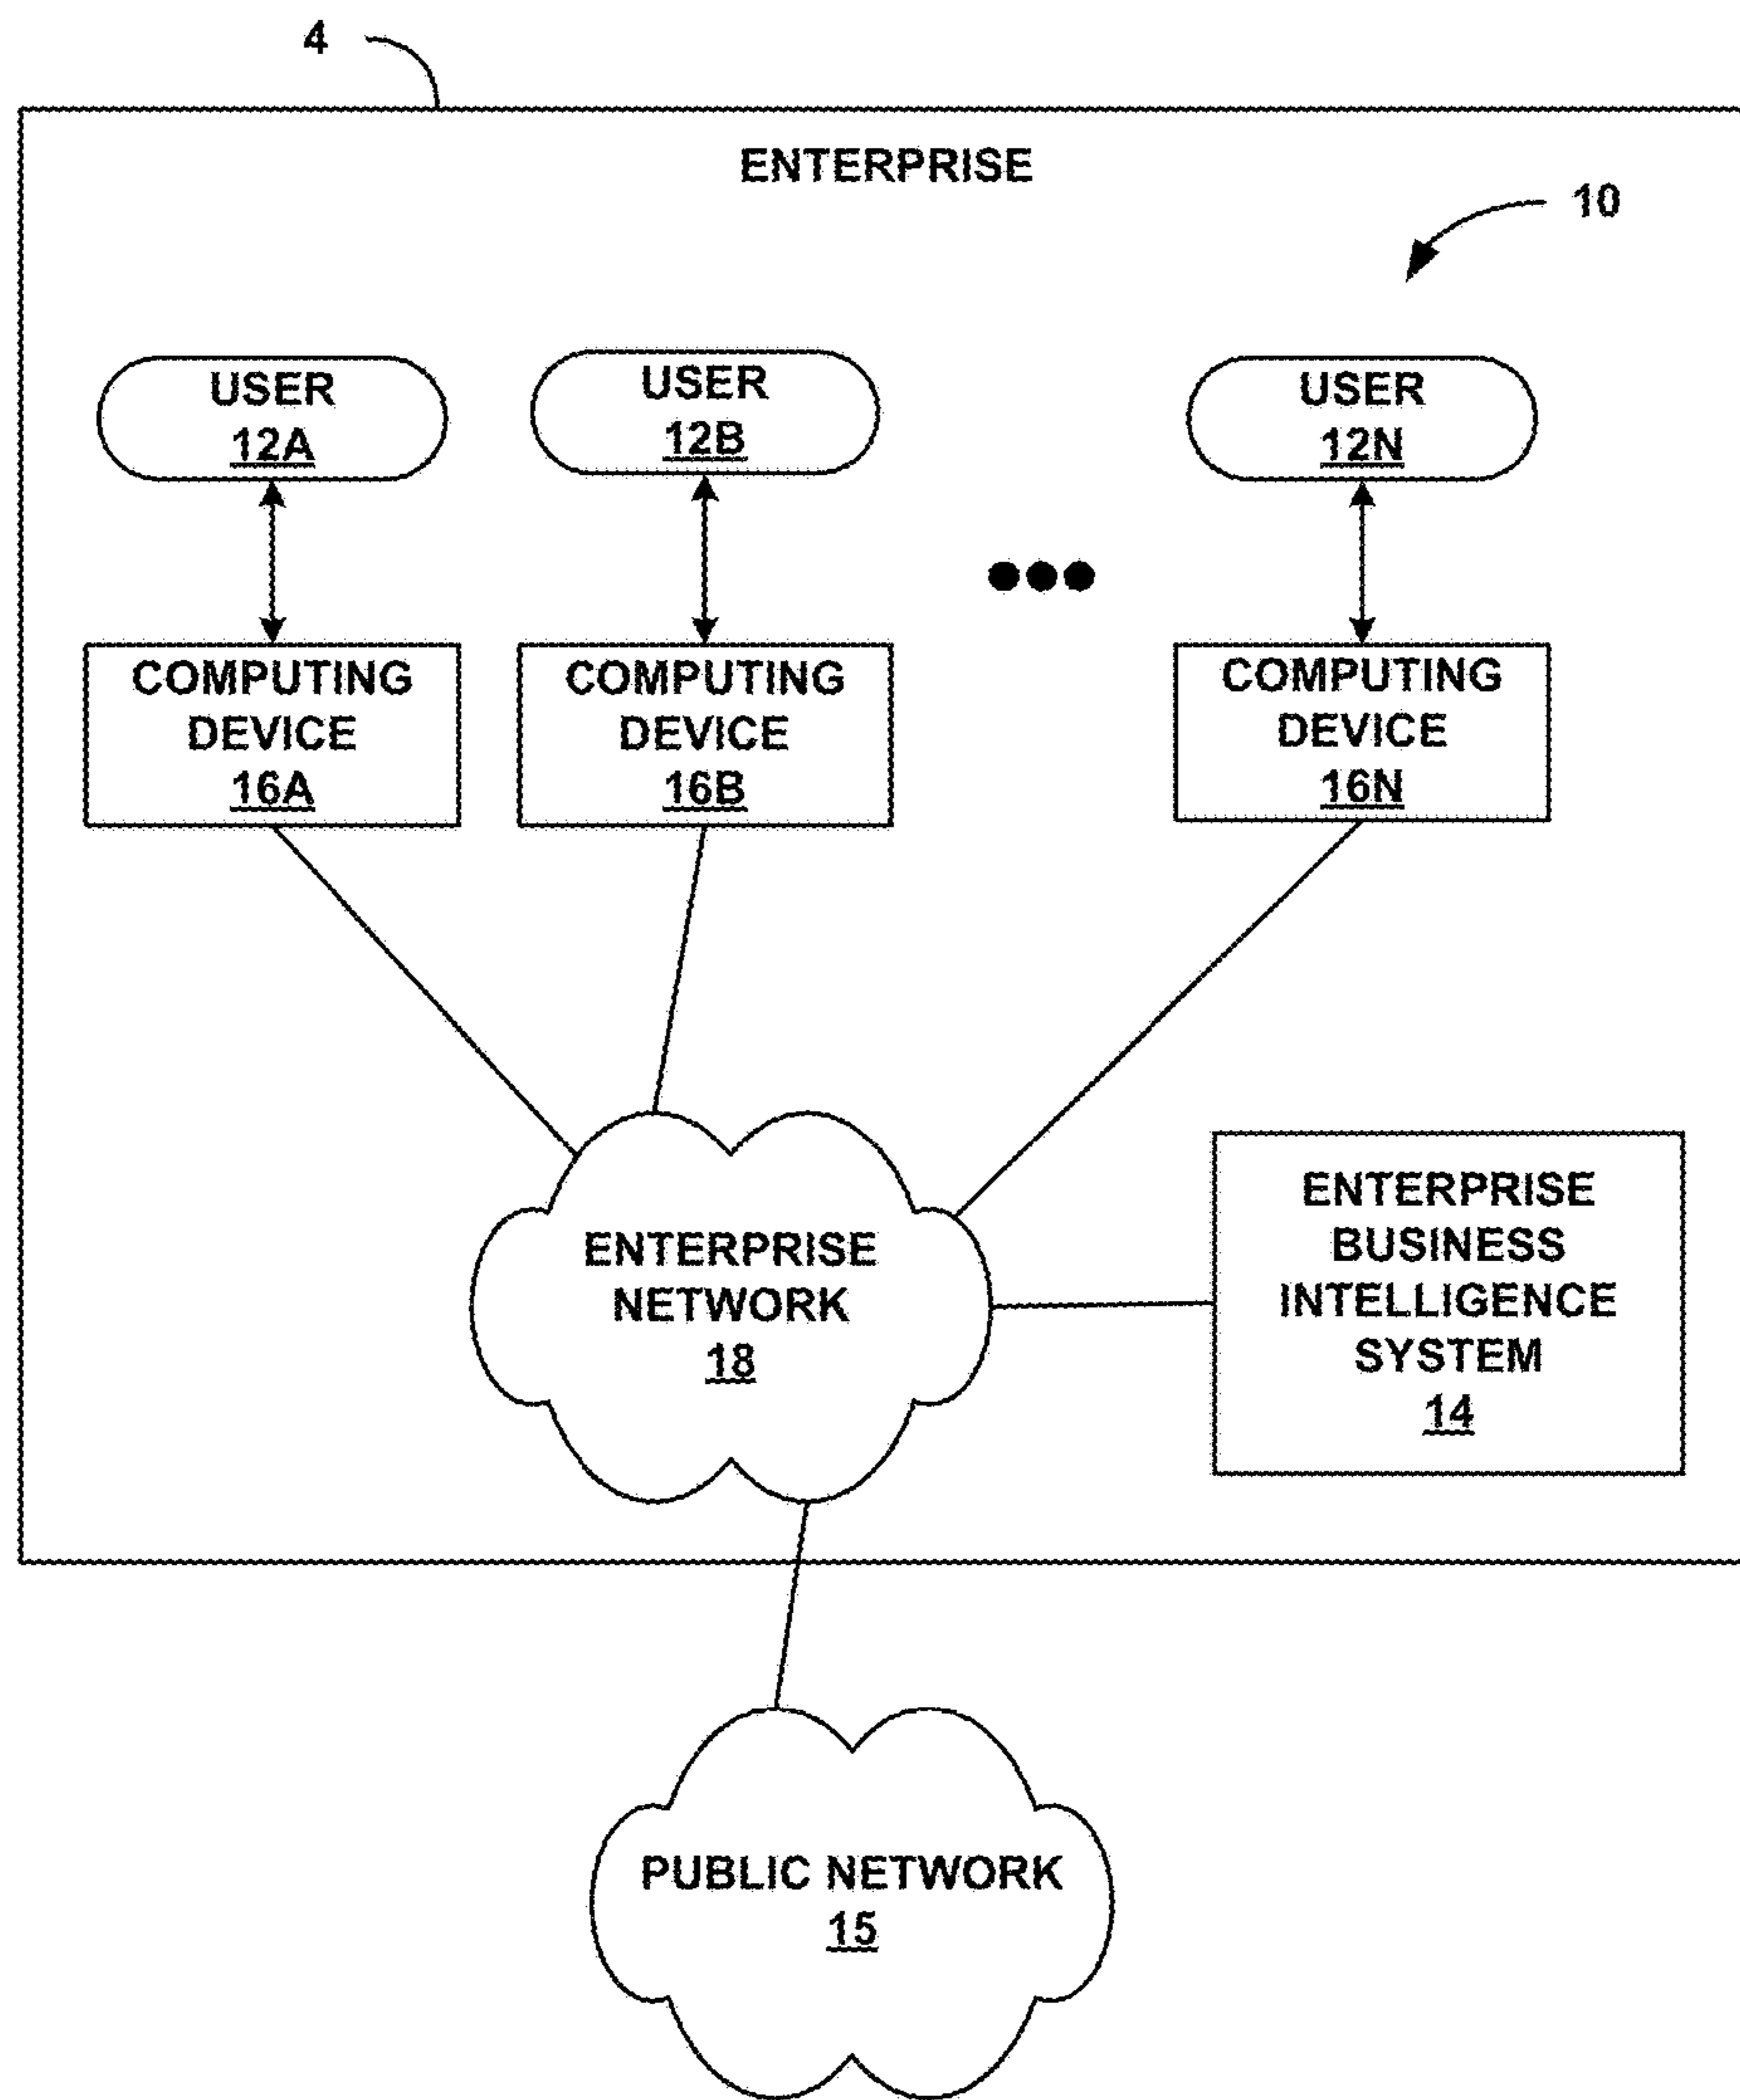 4
ENTERPRISE
10
USER
12A
USER
12B
USER
12N
COMPUTING
DEVICE
16A
COMPUTING
DEVICE
16B
COMPUTING
DEVICE
16N
ENTERPRISE
NETWORK
18
ENTERPRISE
BUSINESS
INTELLIGENCE
SYSTEM
14
PUBLIC NETWORK
15